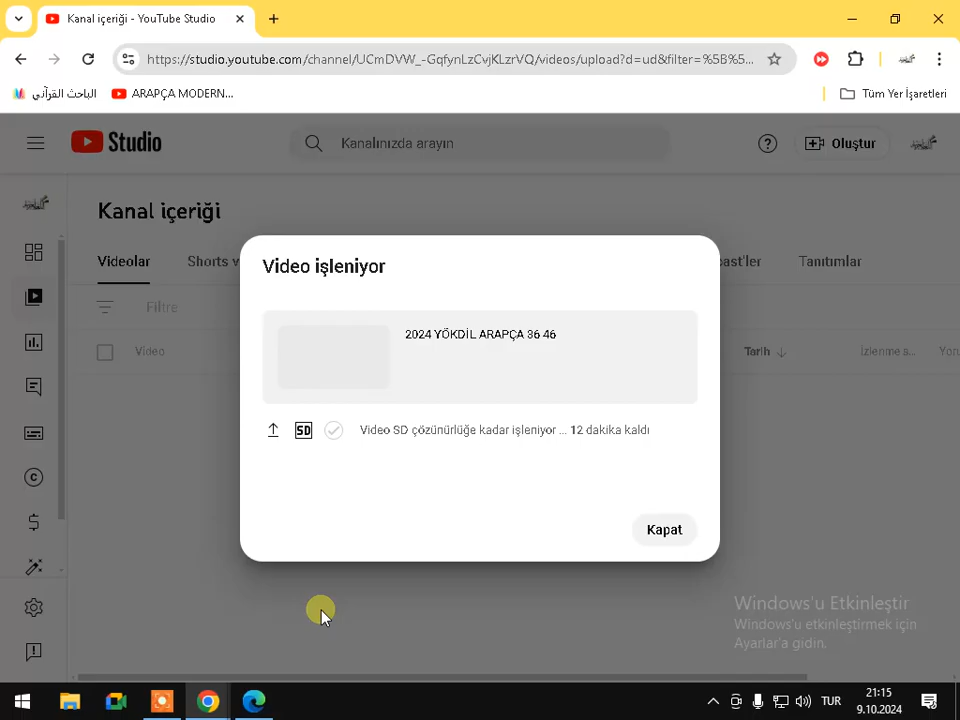 Kanal içeriği - YouTube Studio
https://studio.youtube.com/channel/UCmDVW_-GqfynLzCvjKLzrVQ/videos/upload?d=ud&filter=%5B%5...
الباحث القرآني
ARAPÇA MODERN...
Tüm Yer İşaretleri
Studio
Kanalınızda arayın
Oluştur
Kanal içeriği
Videolar
Shorts v
Tanıtımlar
Filtre
Video
Tarih
İzlenme s..
Yoru
Video işleniyor
2024 YÖKDİL ARAPÇA 36 46
SD
Video SD çözünürlüğe kadar işleniyor ... 12 dakika kaldı
Kapat
Windows'u Etkinleştir
Windows'u etkinleştirmek için
Ayarlar'a gidin.
TUR
21:15
9.10.2024